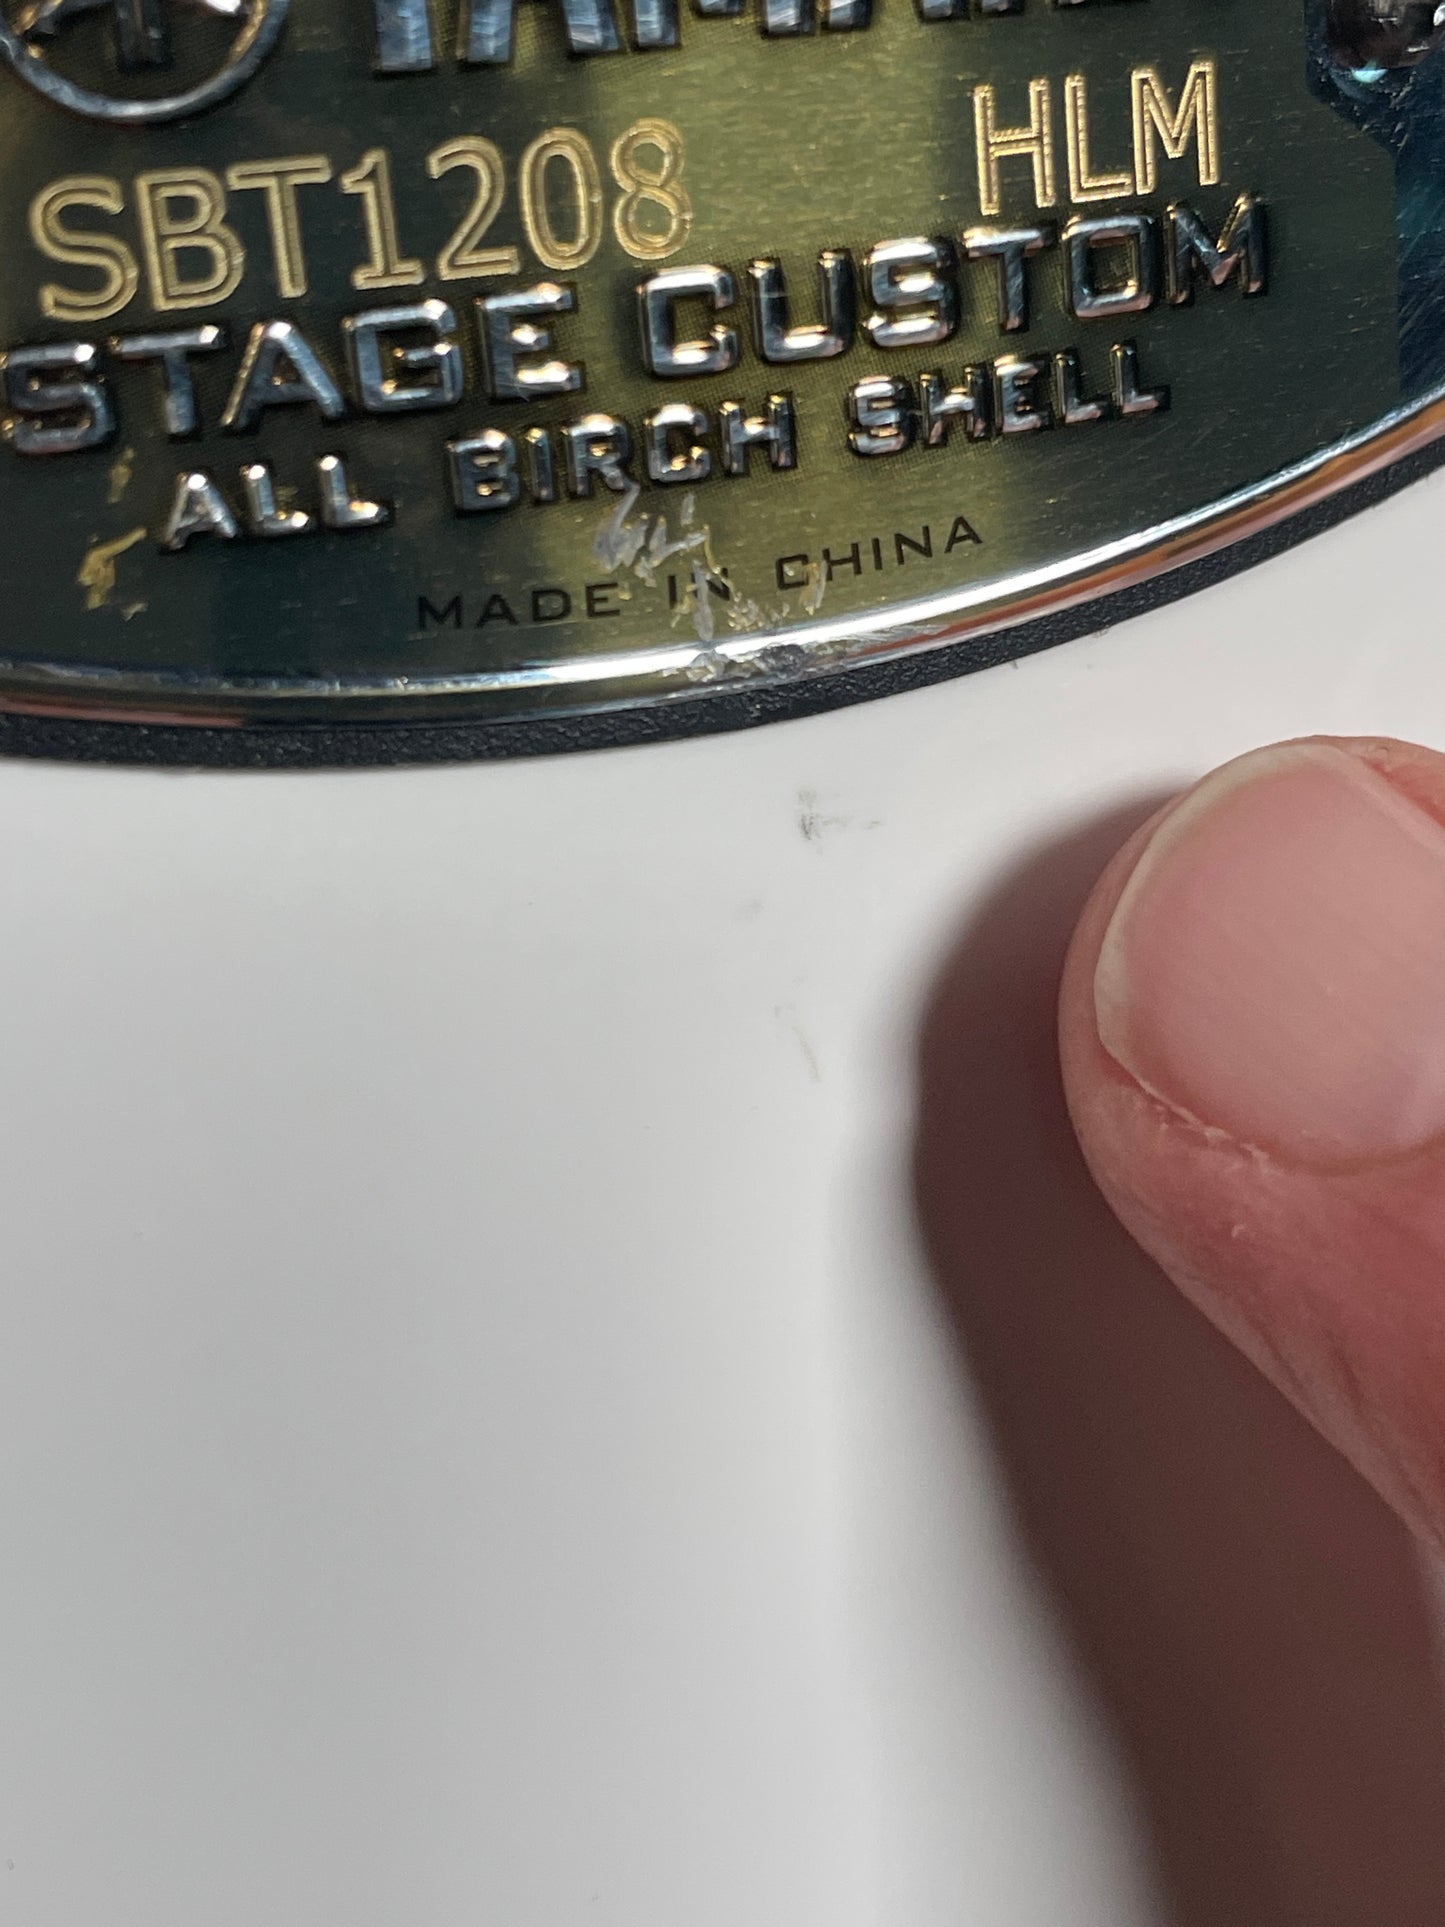 SBT1208 HLM
STAGE CUSTOM
ALL BIRCH SHELL
MADE IN CHINA